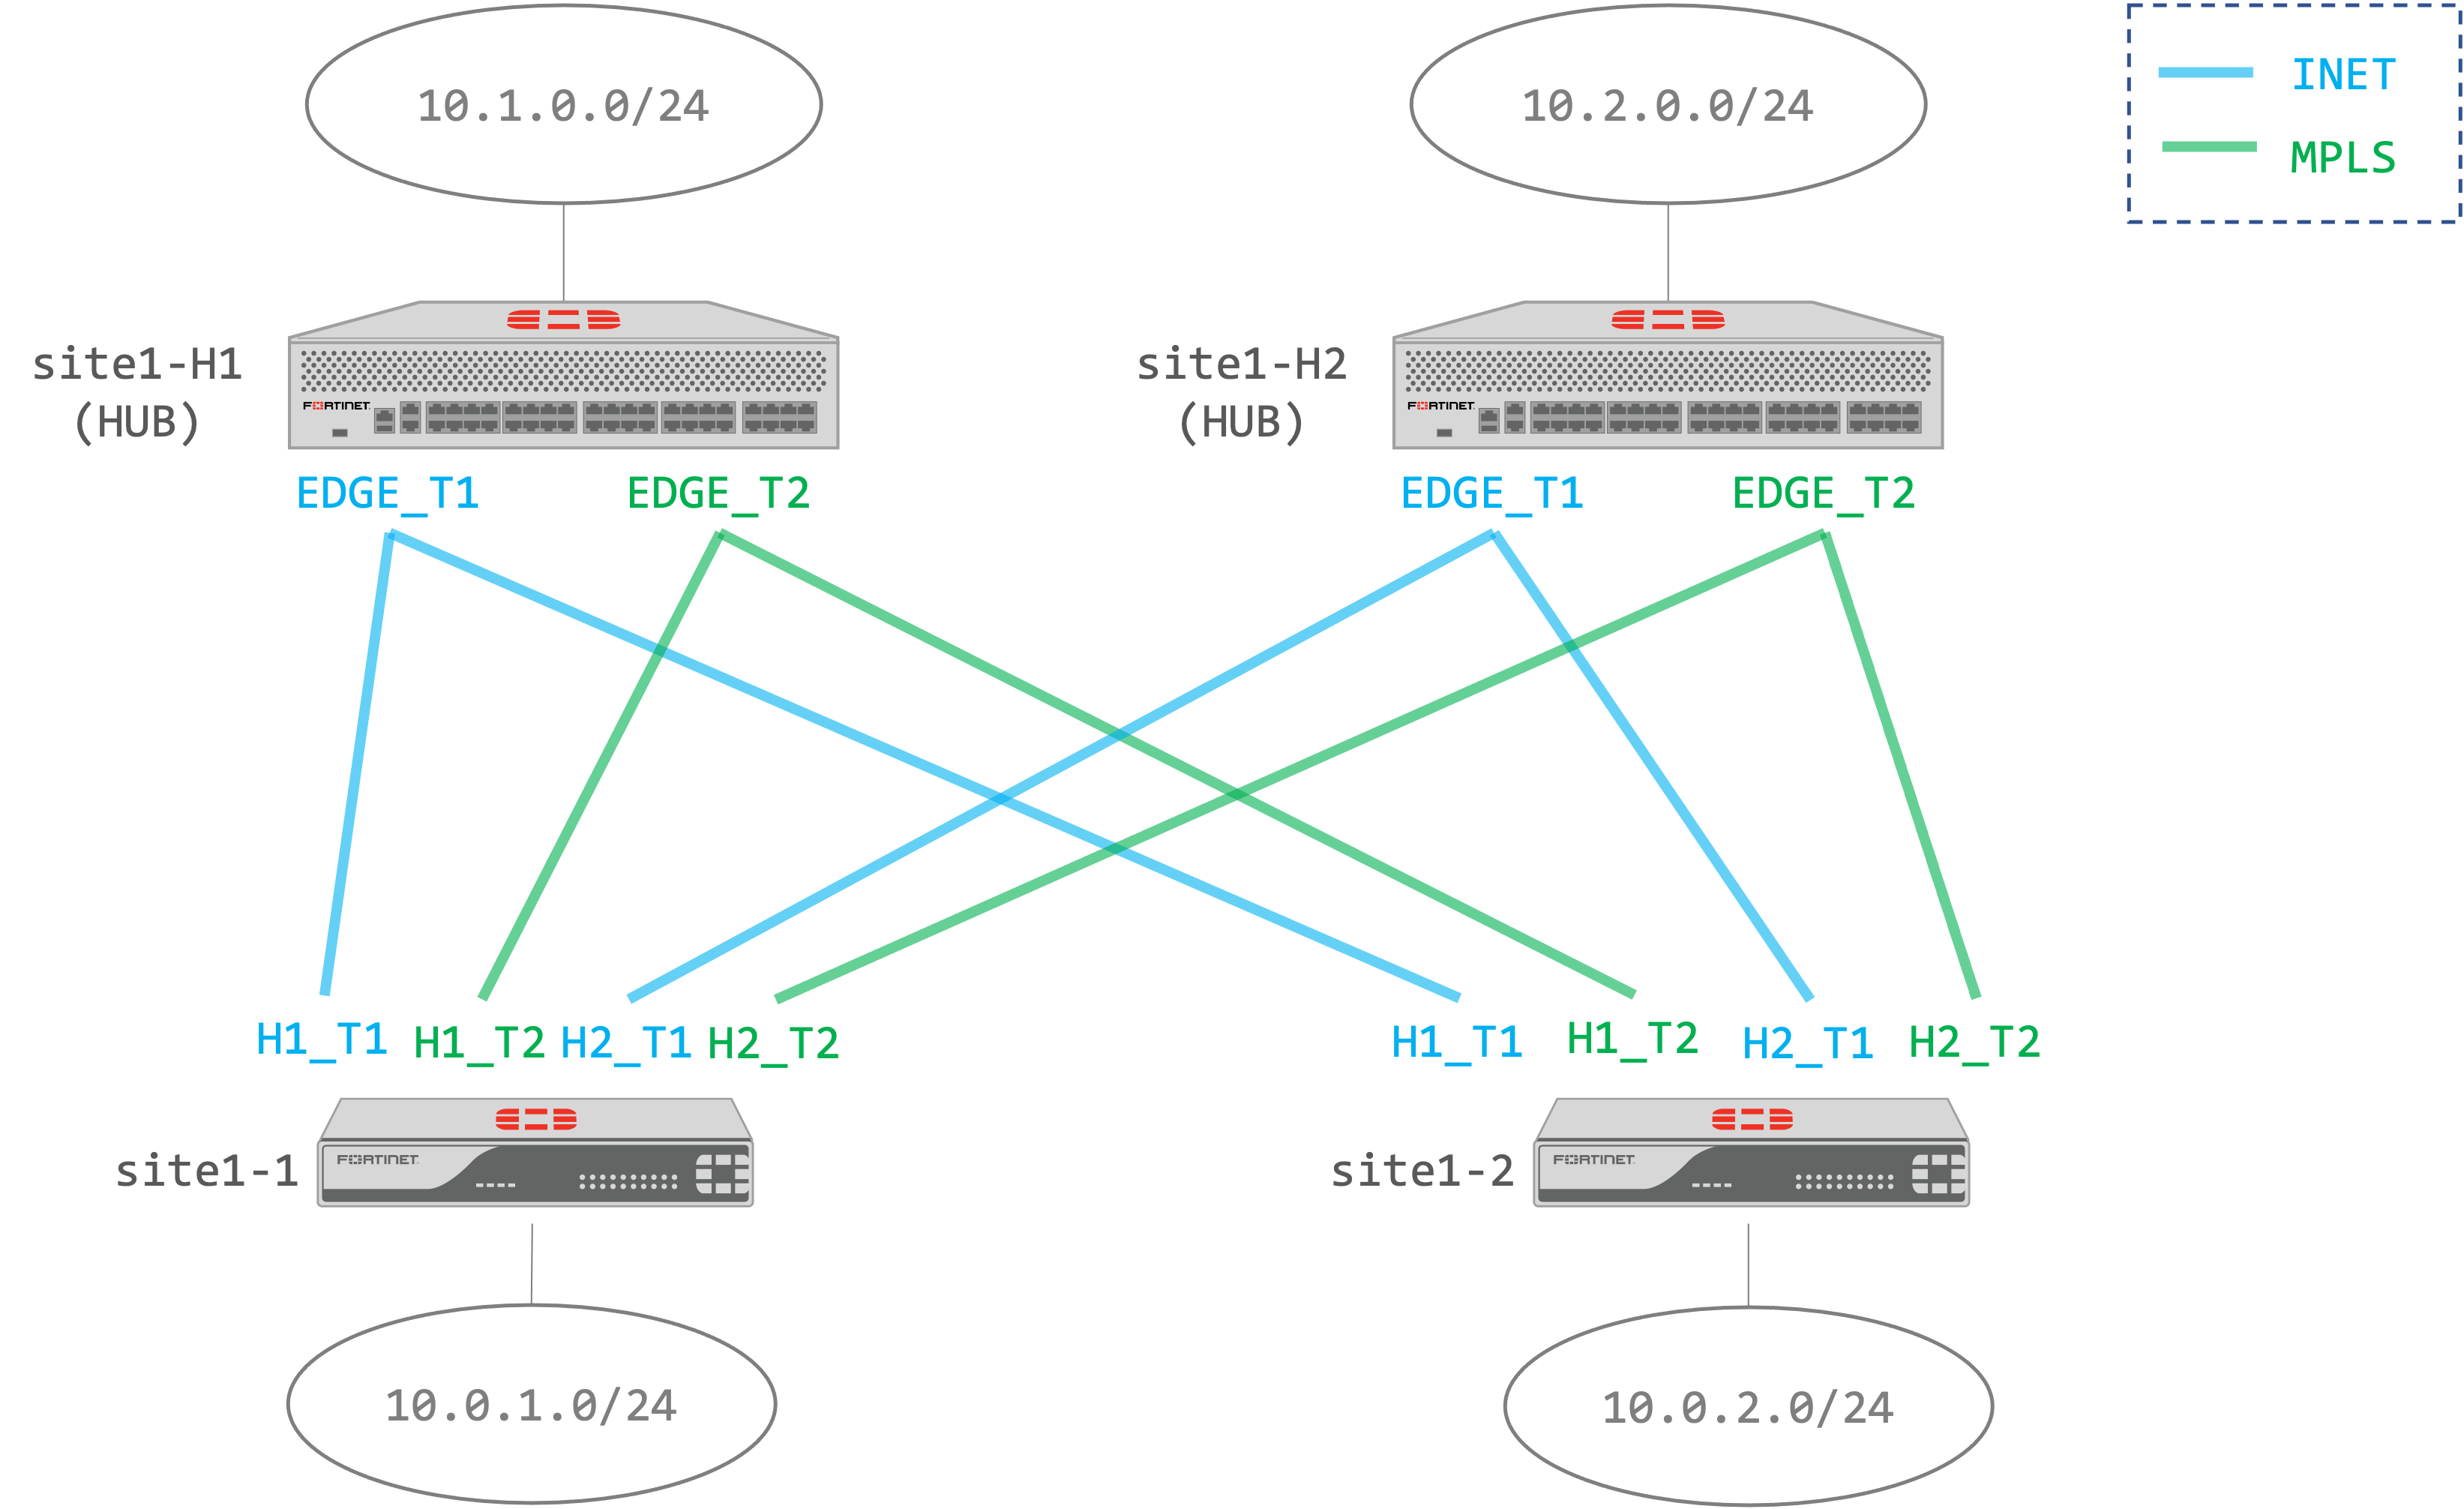 10.1.0.0/24
10.2.0.0/24
INET
MPLS
site1-H1
(HUB)
FORTINET
site1-H2
(HUB)
FORTINET
EDGE_T1
EDGE_T2
EDGE_T1
EDGE_T2
H1_T1
H1_T2
H2_T1
H2_T2
H1_T1
H1_T2
H2_T1
H2_T2
site1-1
FORTINET
site1-2
FORTINET
10.0.1.0/24
10.0.2.0/24